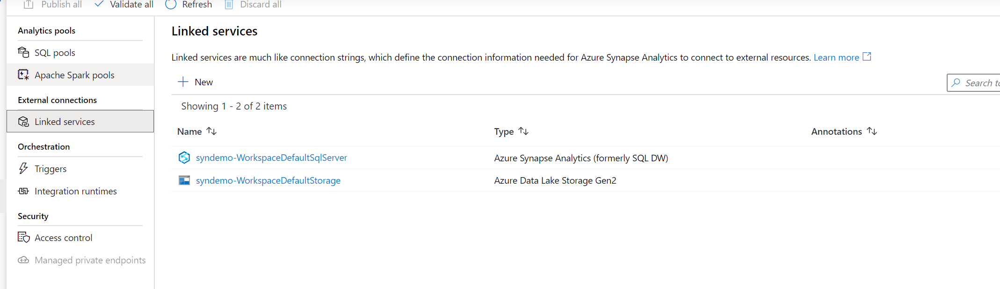 Publish all
Validate all
Refresh
Discard all
Analytics pools
SQL pools
Apache Spark pools
External connections
Linked services
Orchestration
Triggers
Integration runtimes
Security
Access control
Managed private endpoints
Linked services
Linked services are much like connection strings, which define the connection information needed for Azure Synapse Analytics to connect to external resources. Learn more
New
Search to
Showing 1 - 2 of 2 items
Name Type Annotations
syndemo-WorkspaceDefaultSqlServer Azure Synapse Analytics (formerly SQL DW)
syndemo-WorkspaceDefaultStorage Azure Data Lake Storage Gen2